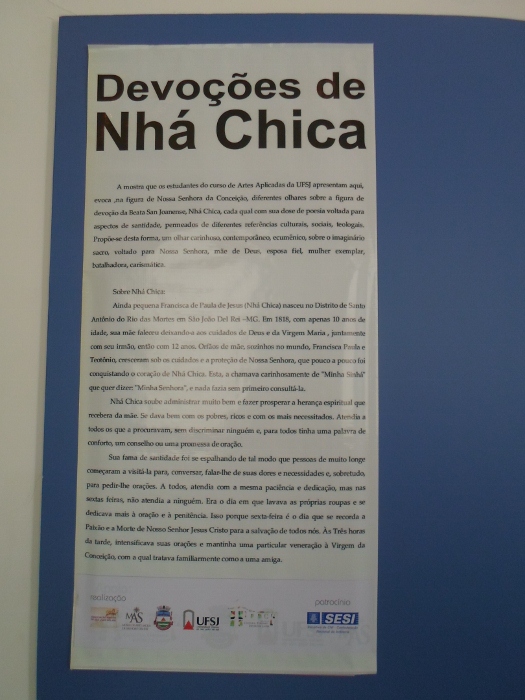 Devoções de
Nhá Chica
A mostra que os estudantes do curso de Artes Aplicadas da UFSJ apresentam aqui,
evoca ,na figura de Nossa Senhora da Conceição, diferentes olhares sobre a figura de
devoção da Beata San Joanense, Nhá Chica, cada qual com sua dose de poesia voltada para
aspectos de santidade, permeados de diferentes referências culturais, sociais, teologais.
Propõe-se desta forma, um olhar carinhoso, contemporâneo, ecumênico, sobre o imaginário
sacro, voltado para Nossa Senhora, mãe de Deus, esposa fiel, mulher exemplar,
batalhadora, carismática.
Sobre Nhá Chica:
Ainda pequena Francisca de Paula de Jesus (Nhá Chica) nasceu no Distrito de Santo
Antônio do Rio das Mortes em São João Del Rei -MG. Em 1818, com apenas 10 anos de
idade, sua mãe faleceu deixando-a aos cuidados de Deus e da Virgem Maria , juntamente
com seu irmão, então com 12 anos. Órfãos de mãe, sozinhos no mundo, Francisca Paula e
Teotônio, cresceram sob os cuidados e a proteção de Nossa Senhora, que pouco a pouco foi
conquistando o coração de Nhá Chica. Esta, a chamava carinhosamente de "Minha Sinhá"
que quer dizer: "Minha Senhora", e nada fazia sem primeiro consultá-la.
Nhá Chica soube administrar muito bem e fazer prosperar a herança espiritual que
recebera da mãe. Se dava bem com os pobres, ricos e com os mais necessitados. Atendia a
todos os que a procuravam, sem discriminar ninguém e, para todos tinha uma palavra de
conforto, um conselho ou uma promessa de oração.
Sua fama de santidade foi se espalhando de tal modo que pessoas de muito longe
começaram a visitá-la para, conversar, falar-lhe de suas dores e necessidades e, sobretudo,
para pedir-lhe orações. A todos, atendia com a mesma paciência e dedicação, mas nas
sextas feiras, não atendia a ninguém. Era o dia em que lavava as próprias roupas e se
dedicava mais à oração e à penitência. Isso porque sexta-feira é o dia que se recorda a
Paixão e a Morte de Nosso Senhor Jesus Cristo para a salvação de todos nós. Às Três horas
da tarde, intensificava suas orações e mantinha uma particular veneração à Virgem da
Conceição, com a qual tratava familiarmente como a uma amiga.
realização
patrocínio
MAS
UFSJ
SESI